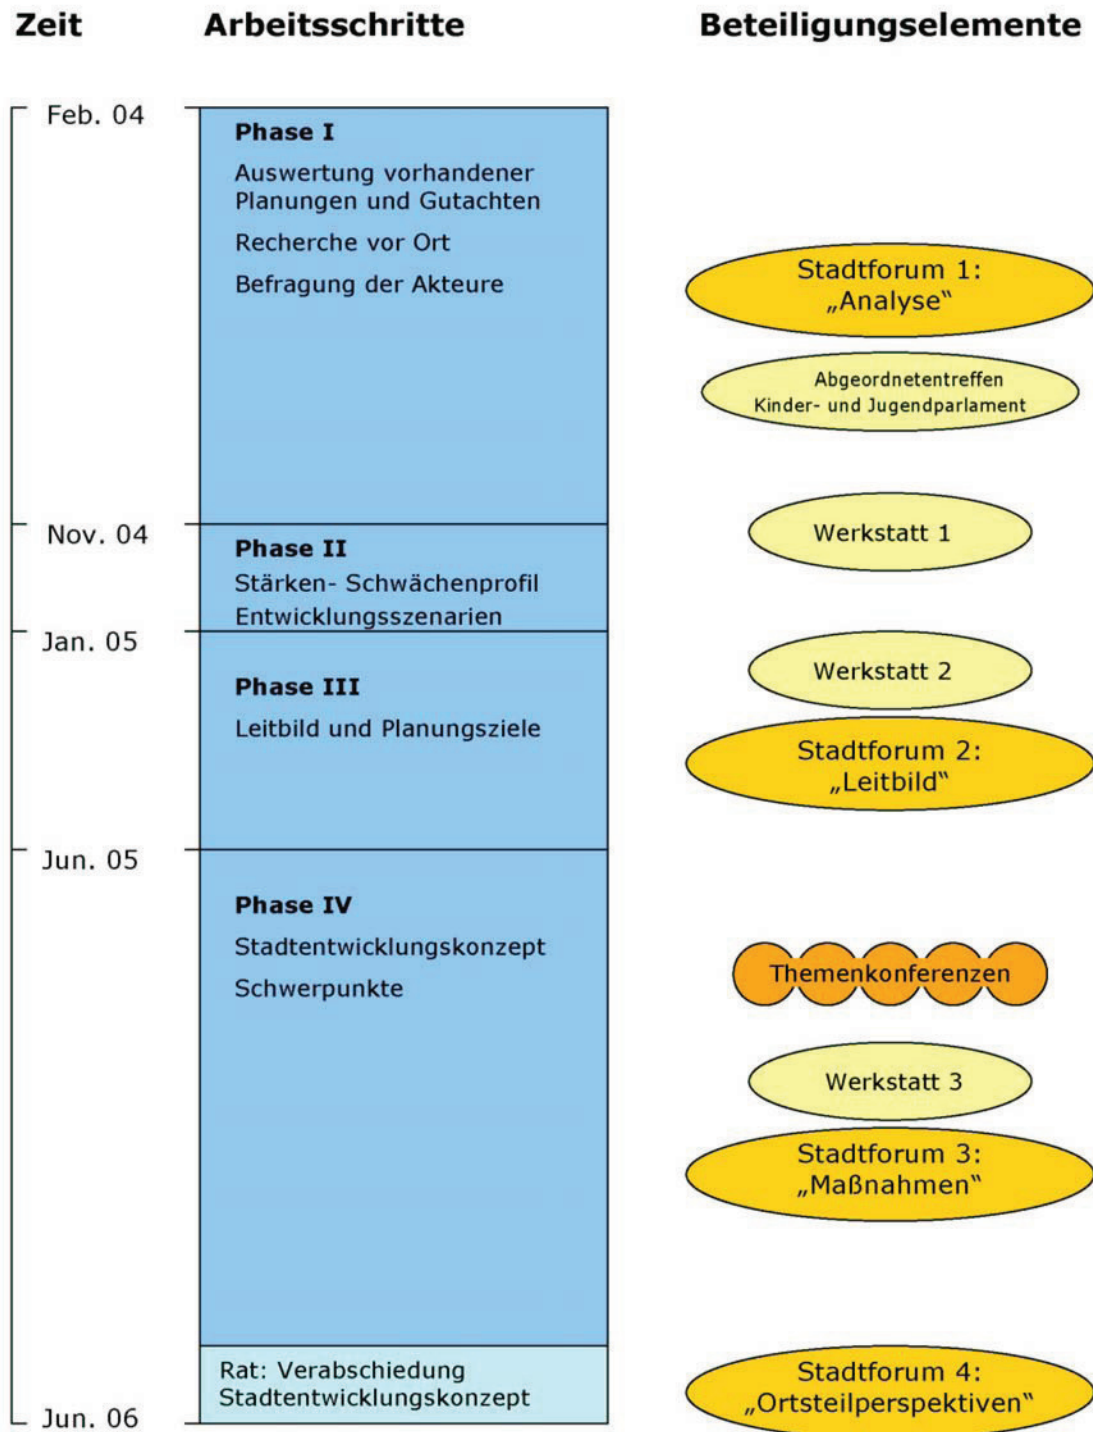 Zeit
Arbeitsschritte
Beteiligungselemente
Feb. 04
Phase I
Auswertung vorhandener
Planungen und Gutachten
Recherche vor Ort
Befragung der Akteure
Stadtforum 1:
„Analyse“
Abgeordnetentreffen
Kinder- und Jugendparlament
Nov. 04
Phase II
Stärken- Schwächenprofil
Entwicklungsszenarien
Werkstatt 1
Jan. 05
Phase III
Leitbild und Planungsziele
Werkstatt 2
Stadtforum 2:
„Leitbild“
Jun. 05
Phase IV
Stadtentwicklungskonzept
Schwerpunkte
Themenkonferenzen
Werkstatt 3
Stadtforum 3:
„Maßnahmen“
Rat: Verabschiedung
Stadtentwicklungskonzept
Stadtforum 4:
„Ortsteilperspektiven“
Jun. 06